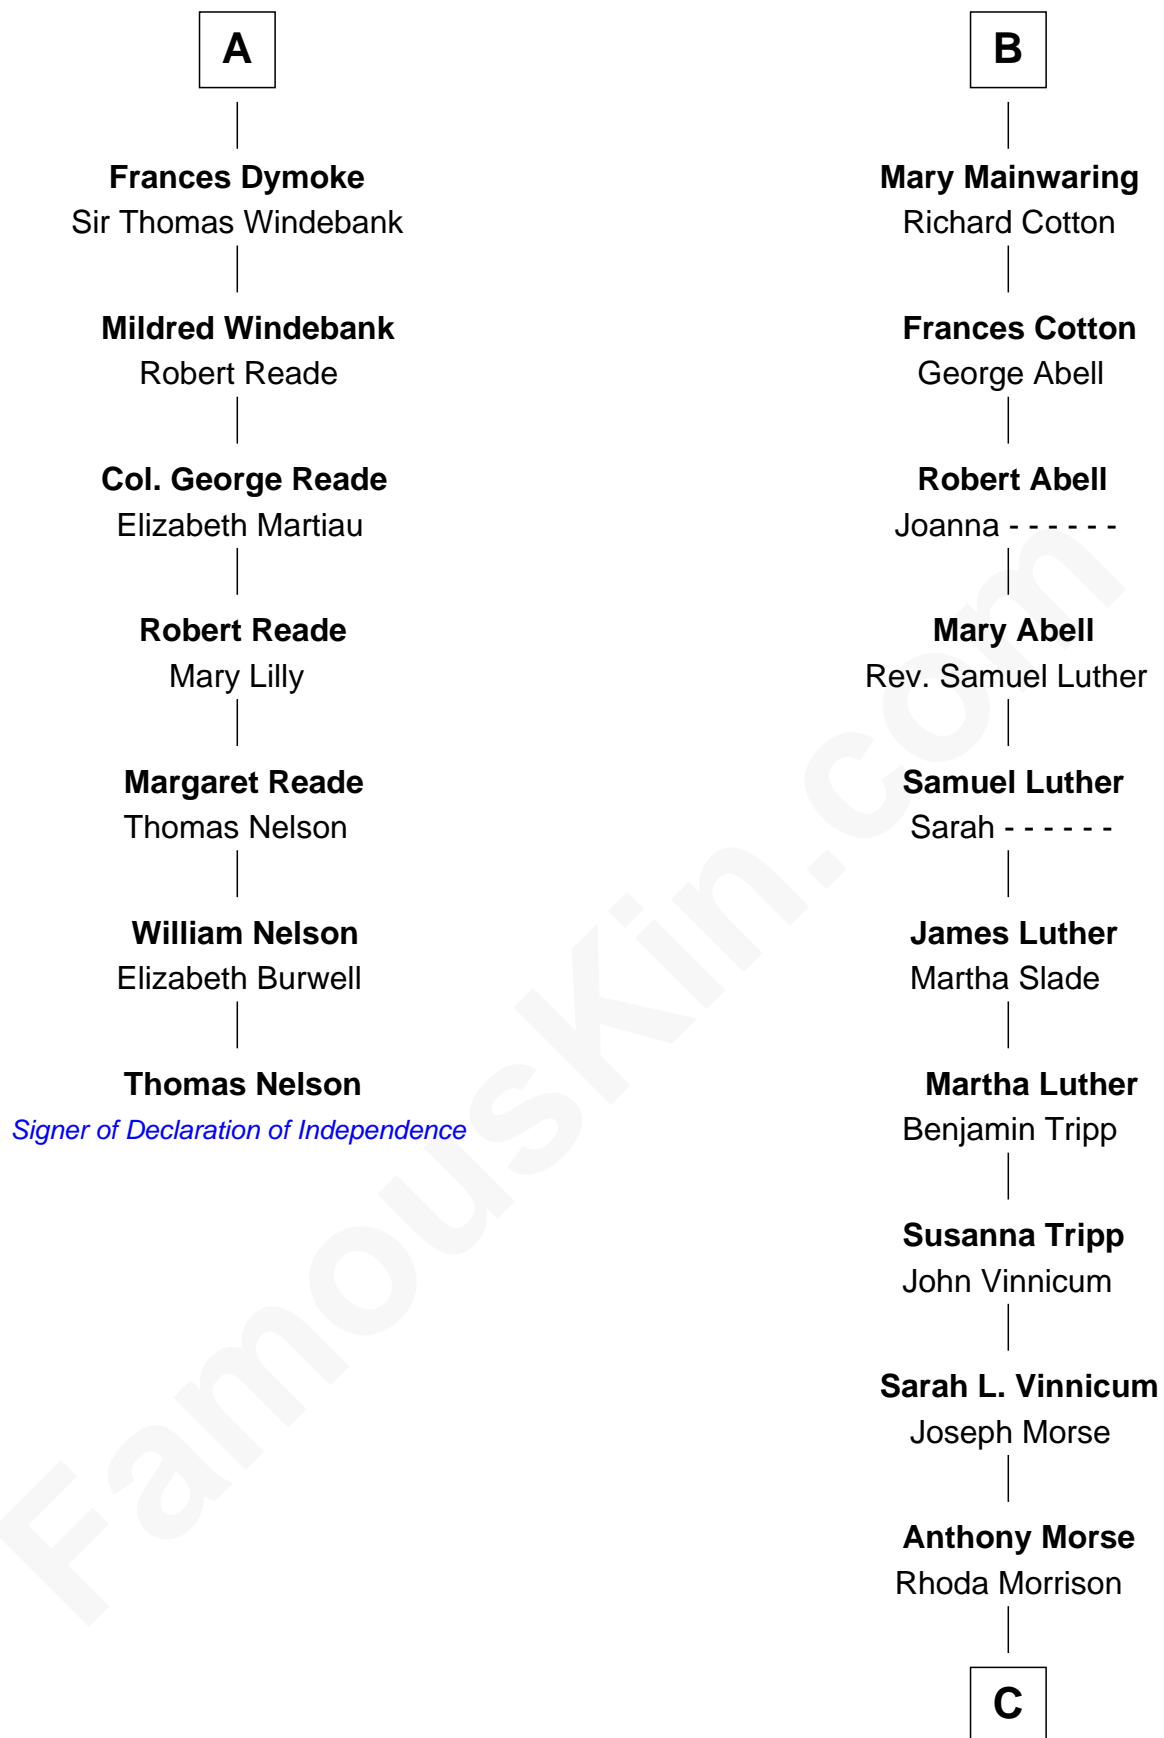 A
Frances Dymoke
Sir Thomas Windebank
Mildred Windebank
Robert Reade
Col. George Reade
Elizabeth Martiau
Robert Reade
Mary Lilly
Margaret Reade
Thomas Nelson
William Nelson
Elizabeth Burwell
Thomas Nelson
Signer of Declaration of Independence
B
Mary Mainwaring
Richard Cotton
Frances Cotton
George Abell
Robert Abell
Joanna - - - - - -
Mary Abell
Rev. Samuel Luther
Samuel Luther
Sarah - - - - - -
James Luther
Martha Slade
Martha Luther
Benjamin Tripp
Susanna Tripp
John Vinnicum
Sarah L. Vinnicum
Joseph Morse
Anthony Morse
Rhoda Morrison
C
FamousKin.com